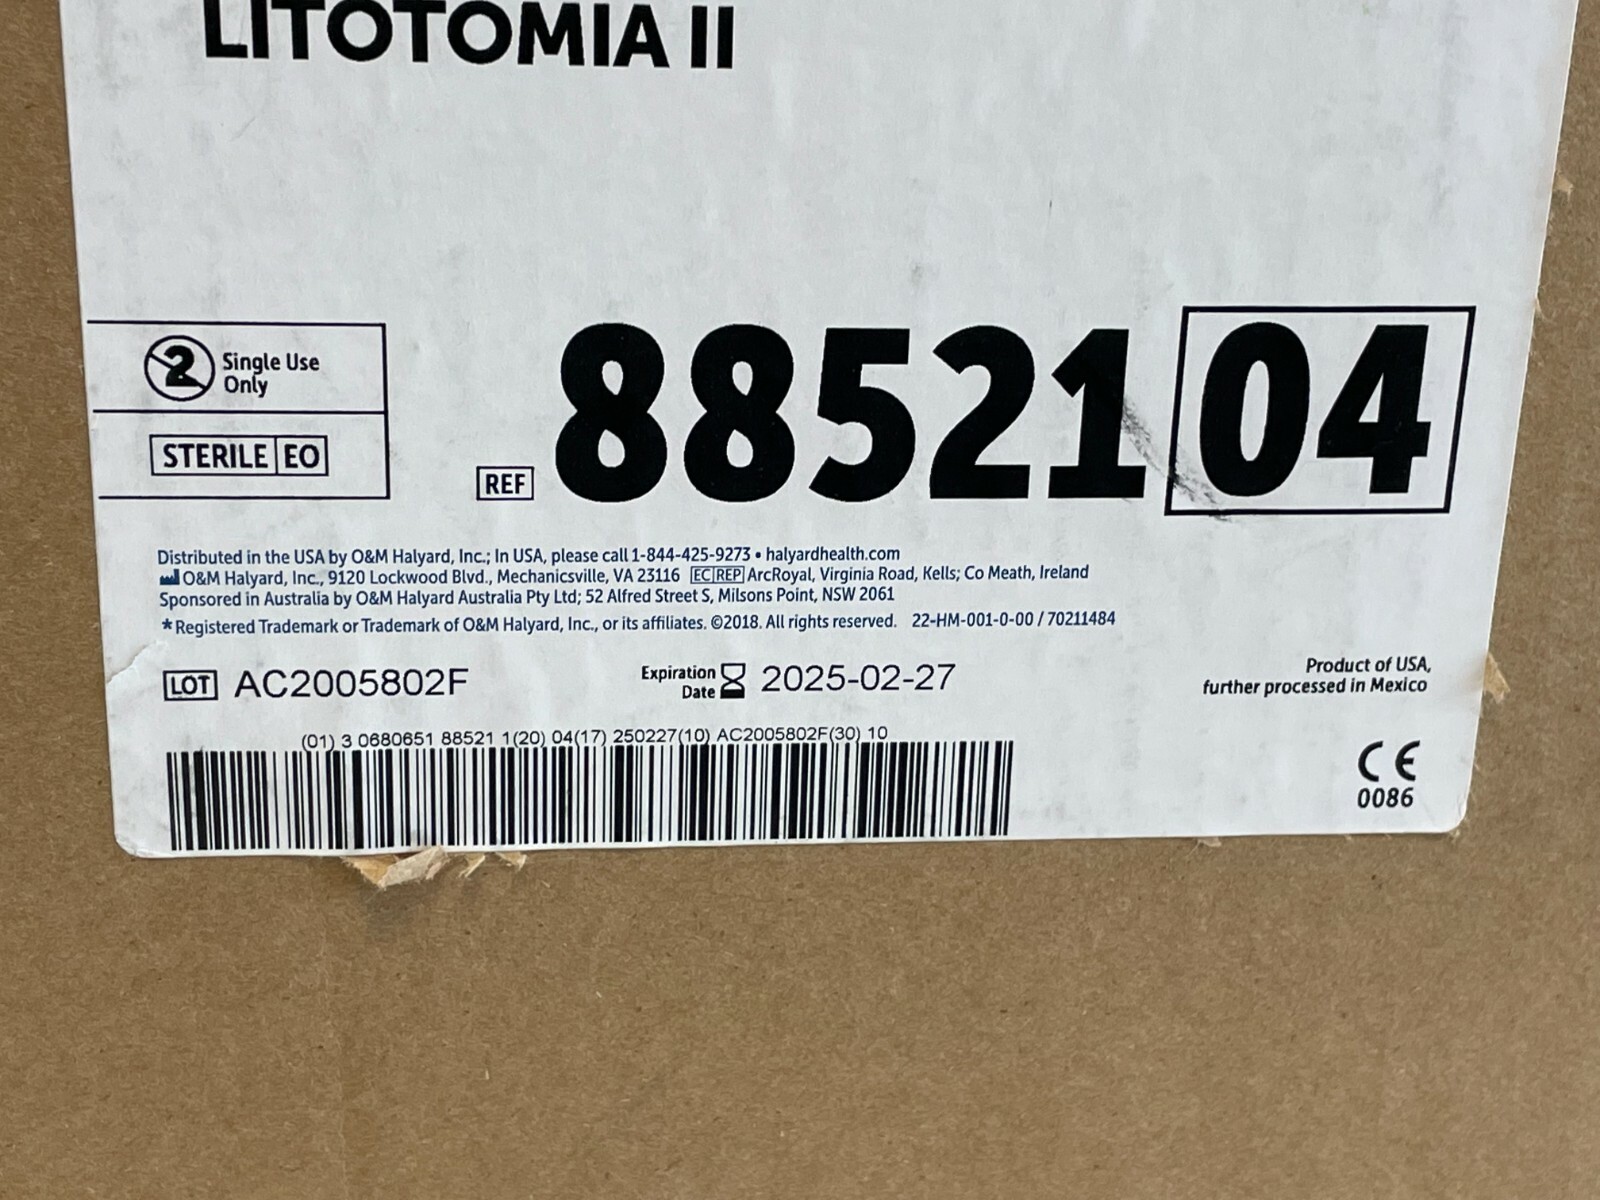 LITOTOMIA II
2 Single Use
Only
STERILE EO
REF 88521 04
Distributed in the USA by O&M Halyard, Inc.; In USA, please call 1-844-425-9273 • halyardhealth.com
O&M Halyard, Inc., 9120 Lockwood Blvd., Mechanicsville, VA 23116 EC REP ArcRoyal, Virginia Road, Kells; Co Meath, Ireland
Sponsored in Australia by O&M Halyard Australia Pty Ltd; 52 Alfred Street S, Milsons Point, NSW 2061
*Registered Trademark or Trademark of O&M Halyard, Inc., or its affiliates. ©2018. All rights reserved. 22-HM-001-0-00 / 70211484
LOT AC2005802F
Expiration
Date 2025-02-27
Product of USA,
further processed in Mexico
(01) 3 0680651 88521 1(20) 04(17) 250227(10) AC2005802F(30) 10
CE
0086